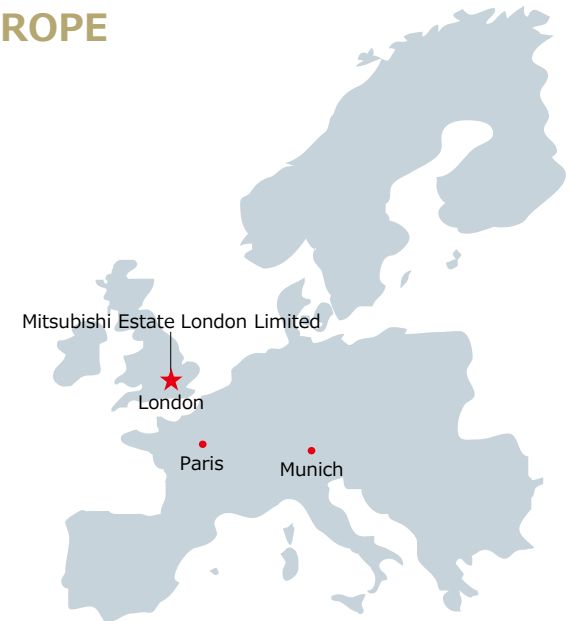 ROPE
Mitsubishi Estate London Limited
London
Paris
Munich